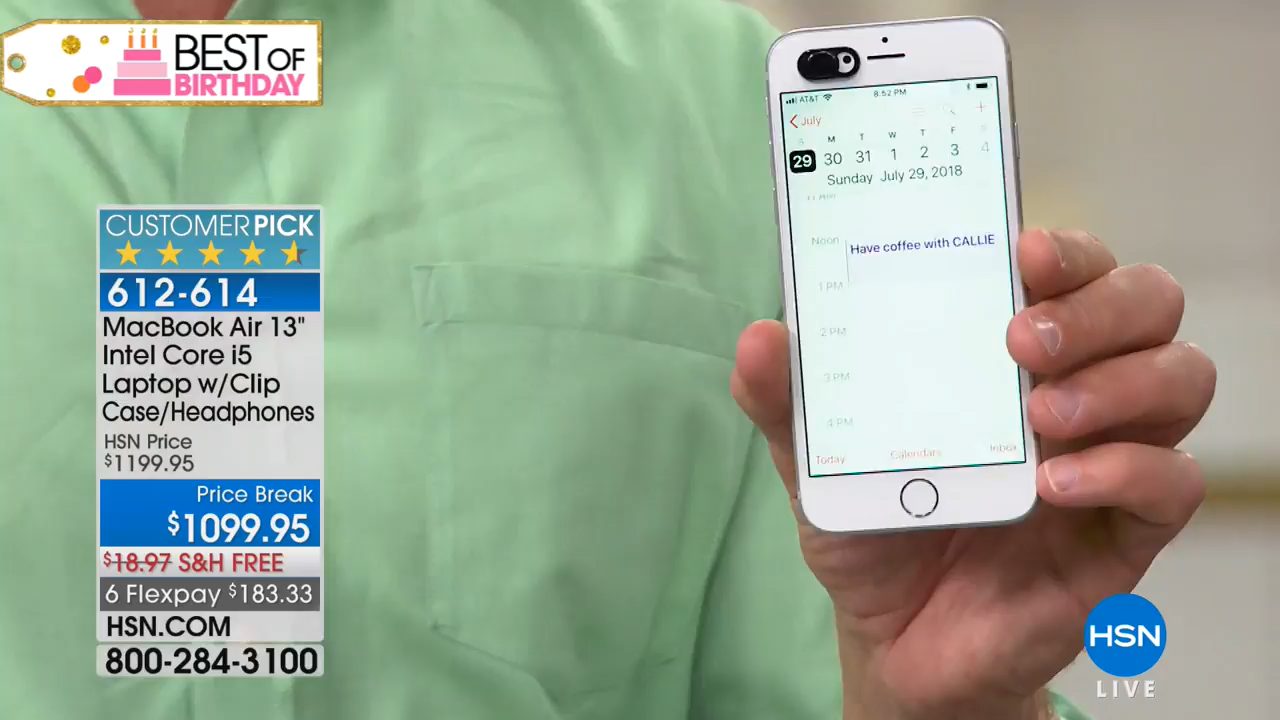 BEST OF
BIRTHDAY
CUSTOMER PICK
612-614
MacBook Air 13"
Intel Core i5
Laptop w/Clip
Case/Headphones
HSN Price
$1199.95
Price Break
$1099.95
$18.97 S&H FREE
6 Flexpay $183.33
HSN.COM
800-284-3100
AT&T 8:52 PM
July
S M T W T F S
29 30 31 1 2 3 4
Sunday July 29, 2018
11 AM
Noon Have coffee with CALLIE
1 PM
2 PM
3 PM
4 PM
Today Calendars Inbox
HSN
LIVE